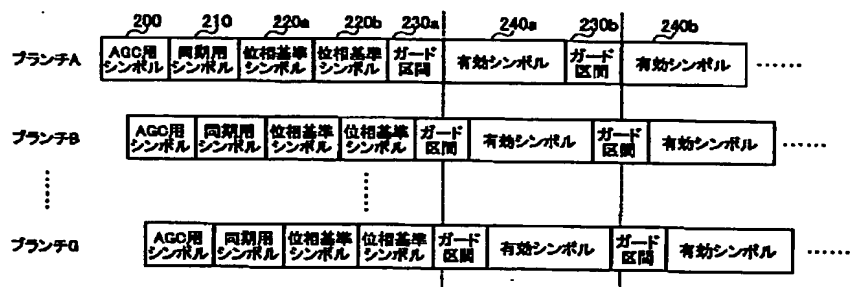 200 210 220a 220b 230a 240a 230b 240b
ブランチA AGC用シンボル 同期用シンボル 位相基準シンボル 位相基準シンボル ガード区間 有効シンボル ガード区間 有効シンボル ……
ブランチB AGC用シンボル 同期用シンボル 位相基準シンボル 位相基準シンボル ガード区間 有効シンボル ガード区間 有効シンボル ……
ブランチG AGC用シンボル 同期用シンボル 位相基準シンボル 位相基準シンボル ガード区間 有効シンボル ガード区間 有効シンボル ……